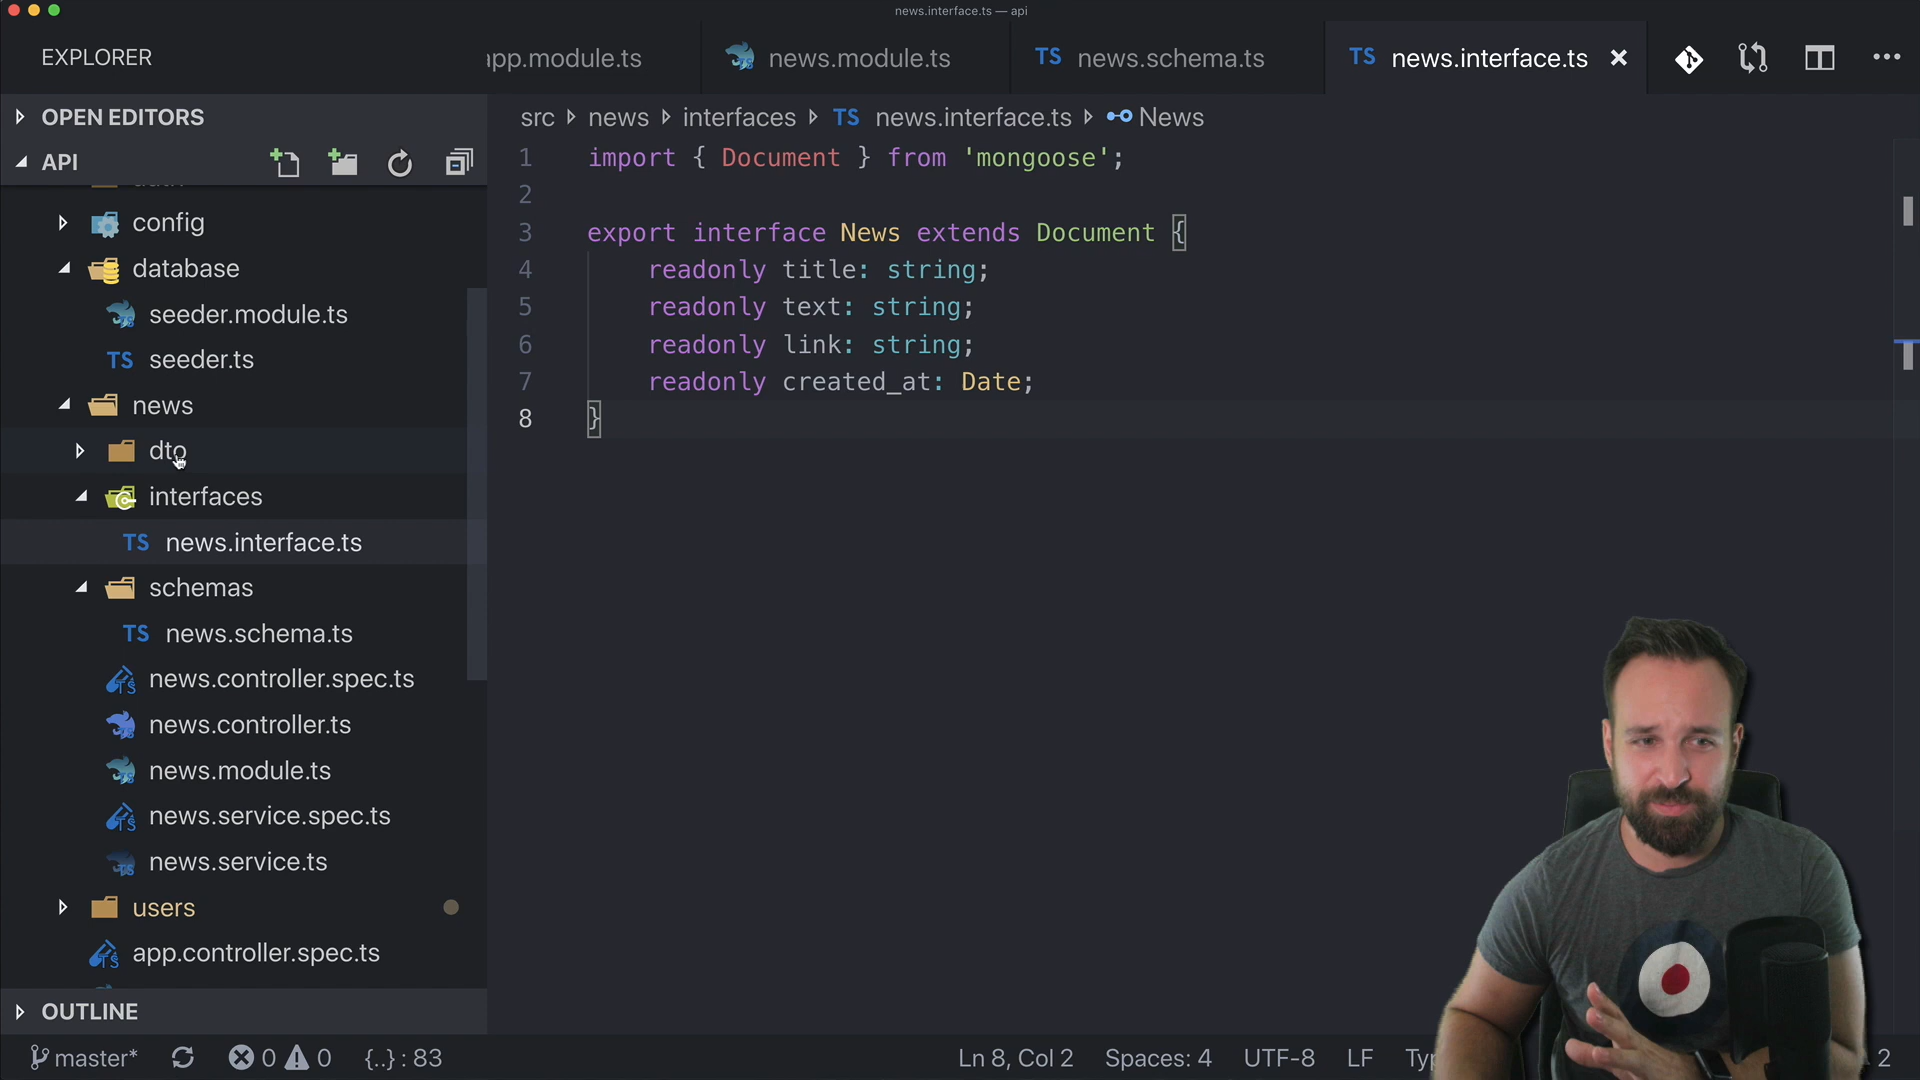 news.interface.ts — api
EXPLORER
app.module.ts
news.module.ts
TS news.schema.ts
TS news.interface.ts
OPEN EDITORS
API
config
database
seeder.module.ts
TS seeder.ts
news
dto
interfaces
TS news.interface.ts
schemas
TS news.schema.ts
news.controller.spec.ts
news.controller.ts
news.module.ts
news.service.spec.ts
news.service.ts
users
app.controller.spec.ts
OUTLINE
src news interfaces TS news.interface.ts News
1 import { Document } from 'mongoose';
2
3 export interface News extends Document {
4 readonly title: string;
5 readonly text: string;
6 readonly link: string;
7 readonly created_at: Date;
8 }
master* 0 0 {..} : 83 Ln 8, Col 2 Spaces: 4 UTF-8 LF 2